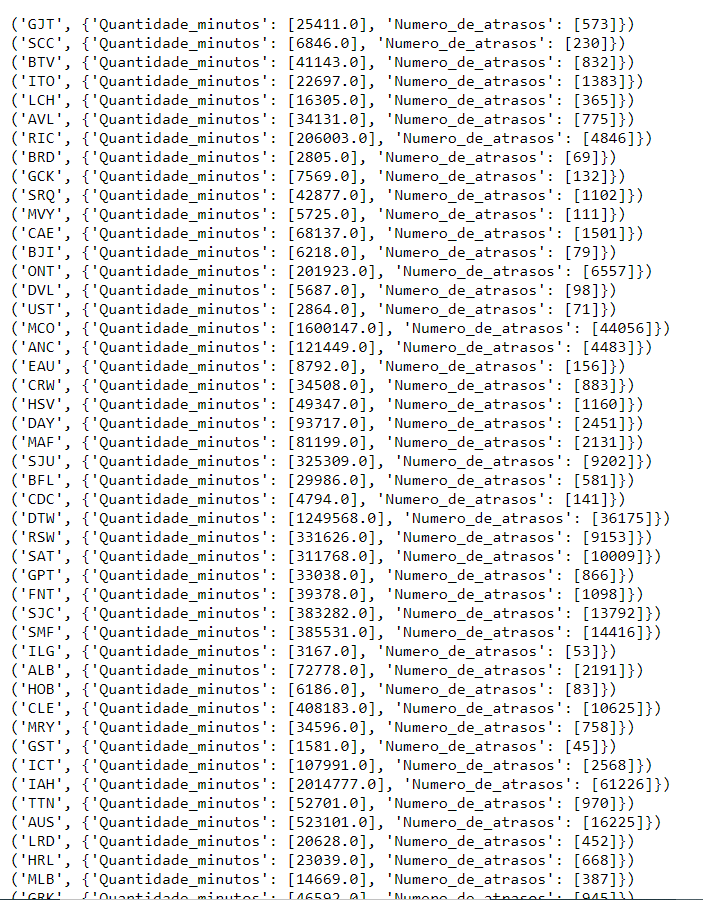 ('GJT', {'Quantidade_minutos': [25411.0], 'Numero_de_atrasos': [573]})
('SCC', {'Quantidade_minutos': [6846.0], 'Numero_de_atrasos': [230]})
('BTV', {'Quantidade_minutos': [41143.0], 'Numero_de_atrasos': [832]})
('ITO', {'Quantidade_minutos': [22697.0], 'Numero_de_atrasos': [1383]})
('LCH', {'Quantidade_minutos': [16305.0], 'Numero_de_atrasos': [365]})
('AVL', {'Quantidade_minutos': [34131.0], 'Numero_de_atrasos': [775]})
('RIC', {'Quantidade_minutos': [206003.0], 'Numero_de_atrasos': [4846]})
('BRD', {'Quantidade_minutos': [2805.0], 'Numero_de_atrasos': [69]})
('GCK', {'Quantidade_minutos': [7569.0], 'Numero_de_atrasos': [132]})
('SRQ', {'Quantidade_minutos': [42877.0], 'Numero_de_atrasos': [1102]})
('MVY', {'Quantidade_minutos': [5725.0], 'Numero_de_atrasos': [111]})
('CAE', {'Quantidade_minutos': [68137.0], 'Numero_de_atrasos': [1501]})
('BJI', {'Quantidade_minutos': [6218.0], 'Numero_de_atrasos': [79]})
('ONT', {'Quantidade_minutos': [201923.0], 'Numero_de_atrasos': [6557]})
('DVL', {'Quantidade_minutos': [5687.0], 'Numero_de_atrasos': [98]})
('UST', {'Quantidade_minutos': [2864.0], 'Numero_de_atrasos': [71]})
('MCO', {'Quantidade_minutos': [1600147.0], 'Numero_de_atrasos': [44056]})
('ANC', {'Quantidade_minutos': [121449.0], 'Numero_de_atrasos': [4483]})
('EAU', {'Quantidade_minutos': [8792.0], 'Numero_de_atrasos': [156]})
('CRW', {'Quantidade_minutos': [34508.0], 'Numero_de_atrasos': [883]})
('HSV', {'Quantidade_minutos': [49347.0], 'Numero_de_atrasos': [1160]})
('DAY', {'Quantidade_minutos': [93717.0], 'Numero_de_atrasos': [2451]})
('MAF', {'Quantidade_minutos': [81199.0], 'Numero_de_atrasos': [2131]})
('SJU', {'Quantidade_minutos': [325309.0], 'Numero_de_atrasos': [9202]})
('BFL', {'Quantidade_minutos': [29986.0], 'Numero_de_atrasos': [581]})
('CDC', {'Quantidade_minutos': [4794.0], 'Numero_de_atrasos': [141]})
('DTW', {'Quantidade_minutos': [1249568.0], 'Numero_de_atrasos': [36175]})
('RSW', {'Quantidade_minutos': [331626.0], 'Numero_de_atrasos': [9153]})
('SAT', {'Quantidade_minutos': [311768.0], 'Numero_de_atrasos': [10009]})
('GPT', {'Quantidade_minutos': [33038.0], 'Numero_de_atrasos': [866]})
('FNT', {'Quantidade_minutos': [39378.0], 'Numero_de_atrasos': [1098]})
('SJC', {'Quantidade_minutos': [383282.0], 'Numero_de_atrasos': [13792]})
('SMF', {'Quantidade_minutos': [385531.0], 'Numero_de_atrasos': [14416]})
('ILG', {'Quantidade_minutos': [3167.0], 'Numero_de_atrasos': [53]})
('ALB', {'Quantidade_minutos': [72778.0], 'Numero_de_atrasos': [2191]})
('HOB', {'Quantidade_minutos': [6186.0], 'Numero_de_atrasos': [83]})
('CLE', {'Quantidade_minutos': [408183.0], 'Numero_de_atrasos': [10625]})
('MRY', {'Quantidade_minutos': [34596.0], 'Numero_de_atrasos': [758]})
('GST', {'Quantidade_minutos': [1581.0], 'Numero_de_atrasos': [45]})
('ICT', {'Quantidade_minutos': [107991.0], 'Numero_de_atrasos': [2568]})
('IAH', {'Quantidade_minutos': [2014777.0], 'Numero_de_atrasos': [61226]})
('TTN', {'Quantidade_minutos': [52701.0], 'Numero_de_atrasos': [970]})
('AUS', {'Quantidade_minutos': [523101.0], 'Numero_de_atrasos': [16225]})
('LRD', {'Quantidade_minutos': [20628.0], 'Numero_de_atrasos': [452]})
('HRL', {'Quantidade_minutos': [23039.0], 'Numero_de_atrasos': [668]})
('MLB', {'Quantidade_minutos': [14669.0], 'Numero_de_atrasos': [387]})
('GRK', {'Quantidade_minutos': [46592.0], 'Numero_de_atrasos': [945]})